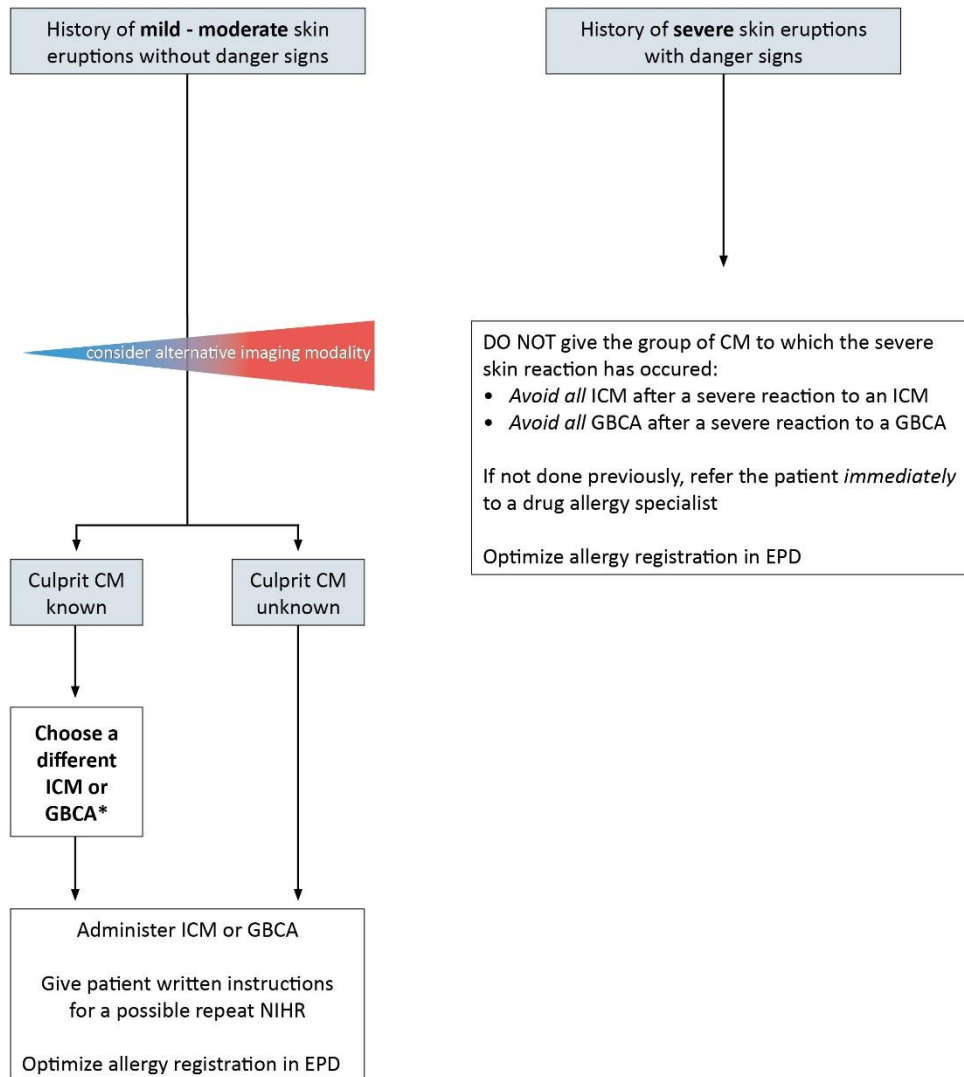 History of mild - moderate skin
eruptions without danger signs
History of severe skin eruptions
with danger signs
consider alternative imaging modality
DO NOT give the group of CM to which the severe
skin reaction has occured:
• Avoid all ICM after a severe reaction to an ICM
• Avoid all GBCA after a severe reaction to a GBCA
If not done previously, refer the patient immediately
to a drug allergy specialist
Optimize allergy registration in EPD
Culprit CM
known
Culprit CM
unknown
Choose a
different
ICM or
GBCA*
Administer ICM or GBCA
Give patient written instructions
for a possible repeat NIHR
Optimize allergy registration in EPD